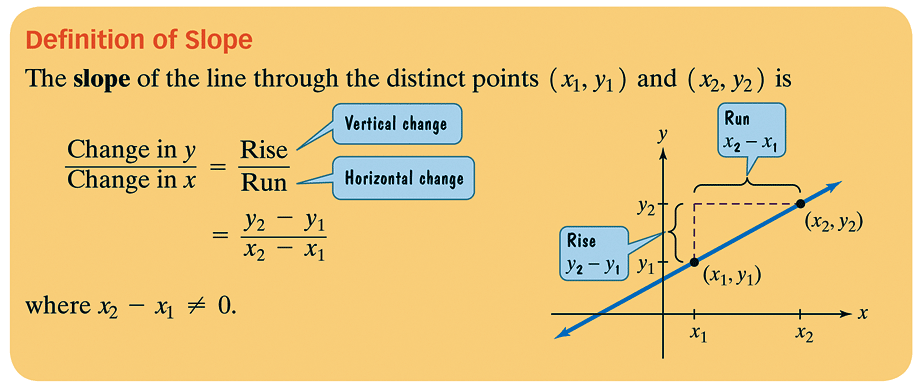 Definition of Slope
The slope of the line through the distinct points (x₁, y₁) and (x₂, y₂) is
Change in y / Change in x = Rise / Run
Vertical change
Horizontal change
= y₂ − y₁ / x₂ − x₁
where x₂ − x₁ ≠ 0.
Run
x₂ − x₁
y
y₂
(x₂, y₂)
Rise
y₂ − y₁
y₁
(x₁, y₁)
x
x₁
x₂